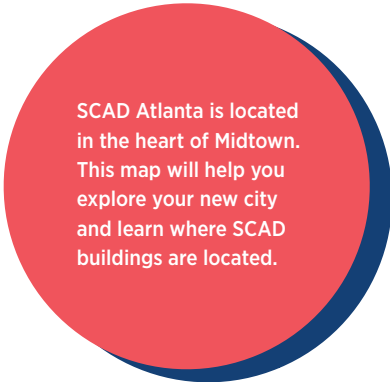 SCAD Atlanta is located
in the heart of Midtown.
This map will help you
explore your new city
and learn where SCAD
buildings are located.